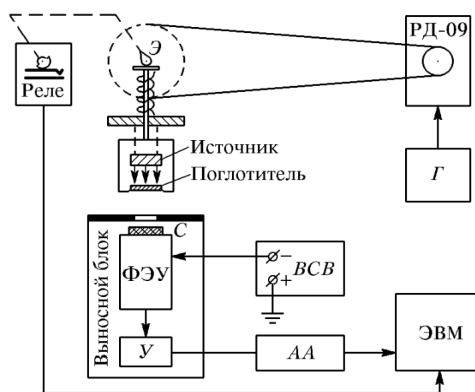 Э
РД-09
Реле
Источник
Поглотитель
Г
С
Выносной блок
ФЭУ
–
+
ВСВ
У
АА
ЭВМ